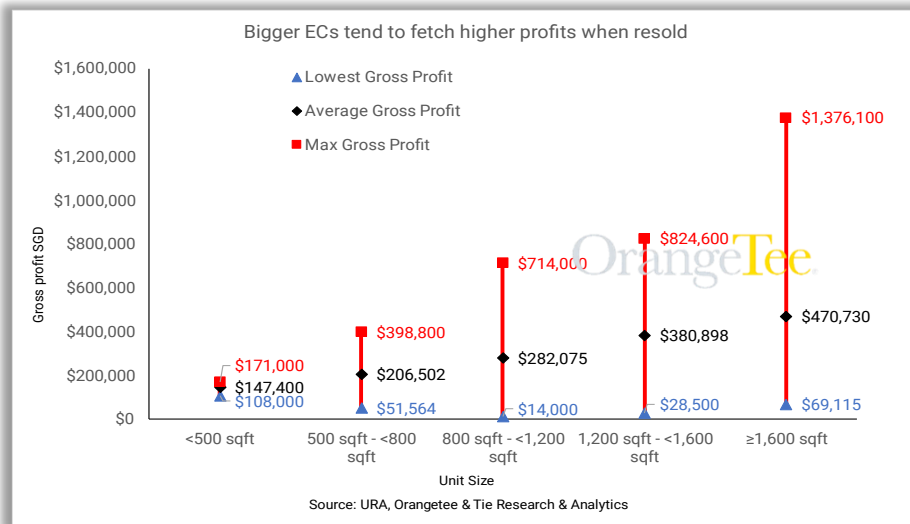 Bigger ECs tend to fetch higher profits when resold
$1,600,000
$1,400,000
$1,200,000
$1,000,000
$800,000
$600,000
$400,000
$200,000
$0
Gross profit SGD
Lowest Gross Profit
Average Gross Profit
Max Gross Profit
$171,000
$147,400
$108,000
$398,800
$206,502
$51,564
$714,000
$282,075
$14,000
$824,600
$380,898
$28,500
$1,376,100
$470,730
$69,115
OrangeTee
<500 sqft
500 sqft - <800
sqft
800 sqft - <1,200
sqft
1,200 sqft - <1,600
sqft
≥1,600 sqft
Unit Size
Source: URA, Orangetee & Tie Research & Analytics